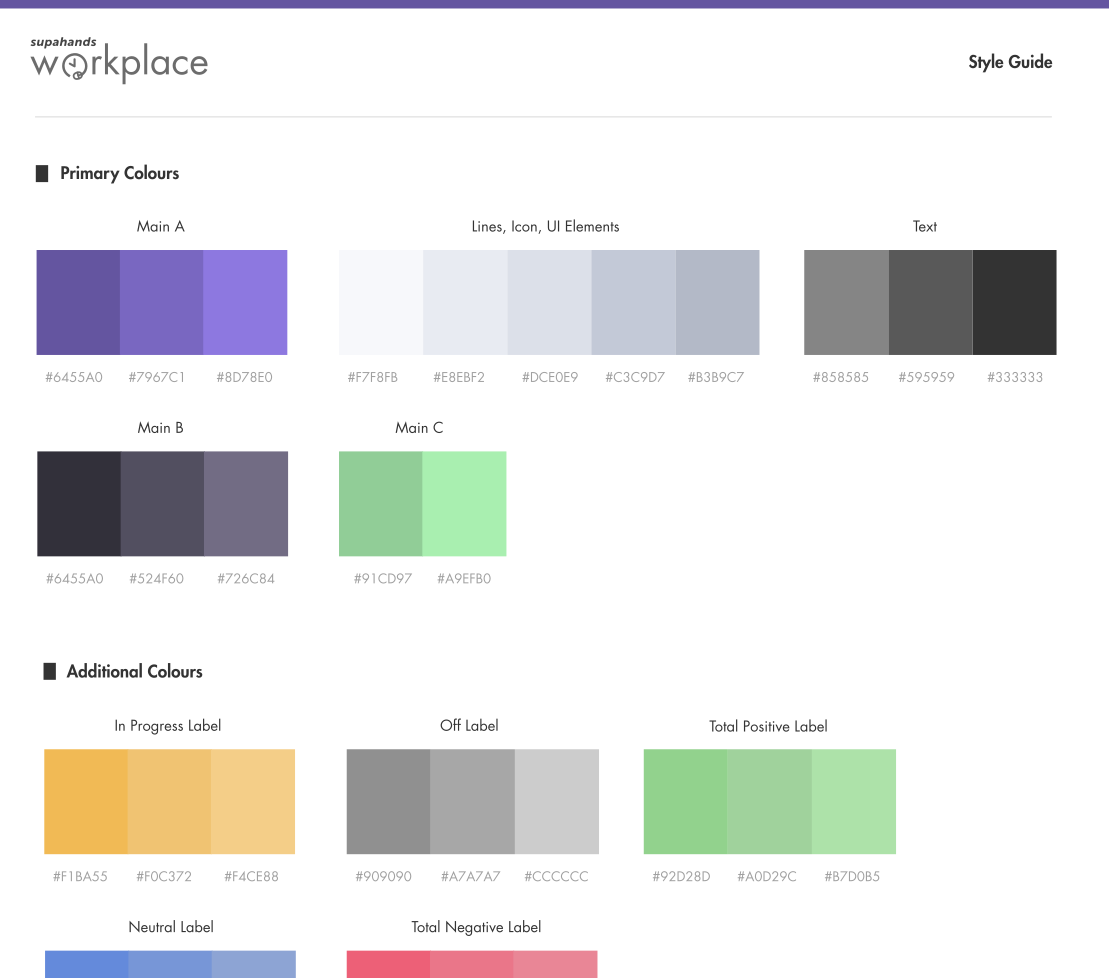 supahands
workplace
Style Guide
Primary Colours
Main A
Lines, Icon, UI Elements
Text
#6455A0 #7967C1 #8D78E0
#F7F8FB #E8EBF2 #DCE0E9 #C3C9D7 #B3B9C7
#858585 #595959 #333333
Main B
Main C
#6455A0 #524F60 #726C84
#91CD97 #A9EFB0
Additional Colours
In Progress Label
Off Label
Total Positive Label
#F1BA55 #F0C372 #F4CE88
#909090 #A7A7A7 #CCCCCC
#92D28D #A0D29C #B7D0B5
Neutral Label
Total Negative Label